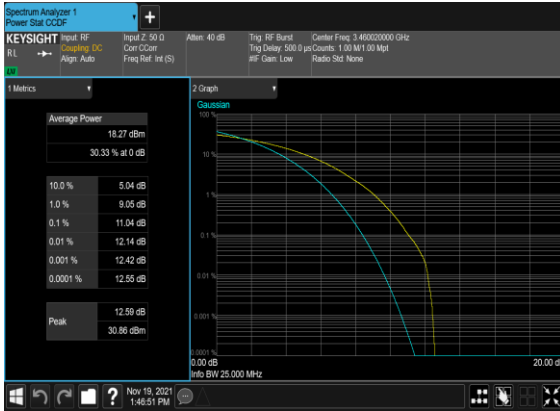 Spectrum Analyzer 1
Power Stat CCDF
KEYSIGHT
RL
Input: RF
Coupling: DC
Align: Auto
Input Z: 50 Ω
Corr CCorr
Freq Ref: Int (S)
Atten: 40 dB
Trig: RF Burst
Trig Delay: 500.0 µs
#IF Gain: Low
Center Freq: 3.460020000 GHz
Counts: 1.00 M/1.00 Mpt
Radio Std: None
1 Metrics
Average Power
18.27 dBm
30.33 % at 0 dB
10.0 % 5.04 dB
1.0 % 9.05 dB
0.1 % 11.04 dB
0.01 % 12.14 dB
0.001 % 12.42 dB
0.0001 % 12.55 dB
Peak
12.59 dB
30.86 dBm
2 Graph
Gaussian
100 %
10 %
1 %
0.1 %
0.01 %
0.001 %
0.0001 %
0.00 dB
20.00 d
Info BW 25.000 MHz
?
Nov 19, 2021
1:46:51 PM